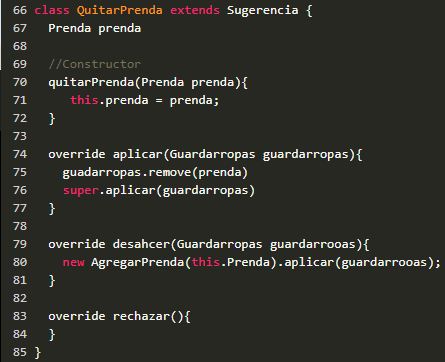 66 class QuitarPrenda extends Sugerencia {
67 Prenda prenda
68
69 //Constructor
70 quitarPrenda(Prenda prenda){
71 this.prenda = prenda;
72 }
73
74 override aplicar(Guardarropas guardarropas){
75 guadarropas.remove(prenda)
76 super.aplicar(guardarropas)
77 }
78
79 override desahcer(Guardarropas guardarrooas){
80 new AgregarPrenda(this.Prenda).aplicar(guardarrooas);
81 }
82
83 override rechazar(){
84 }
85 }